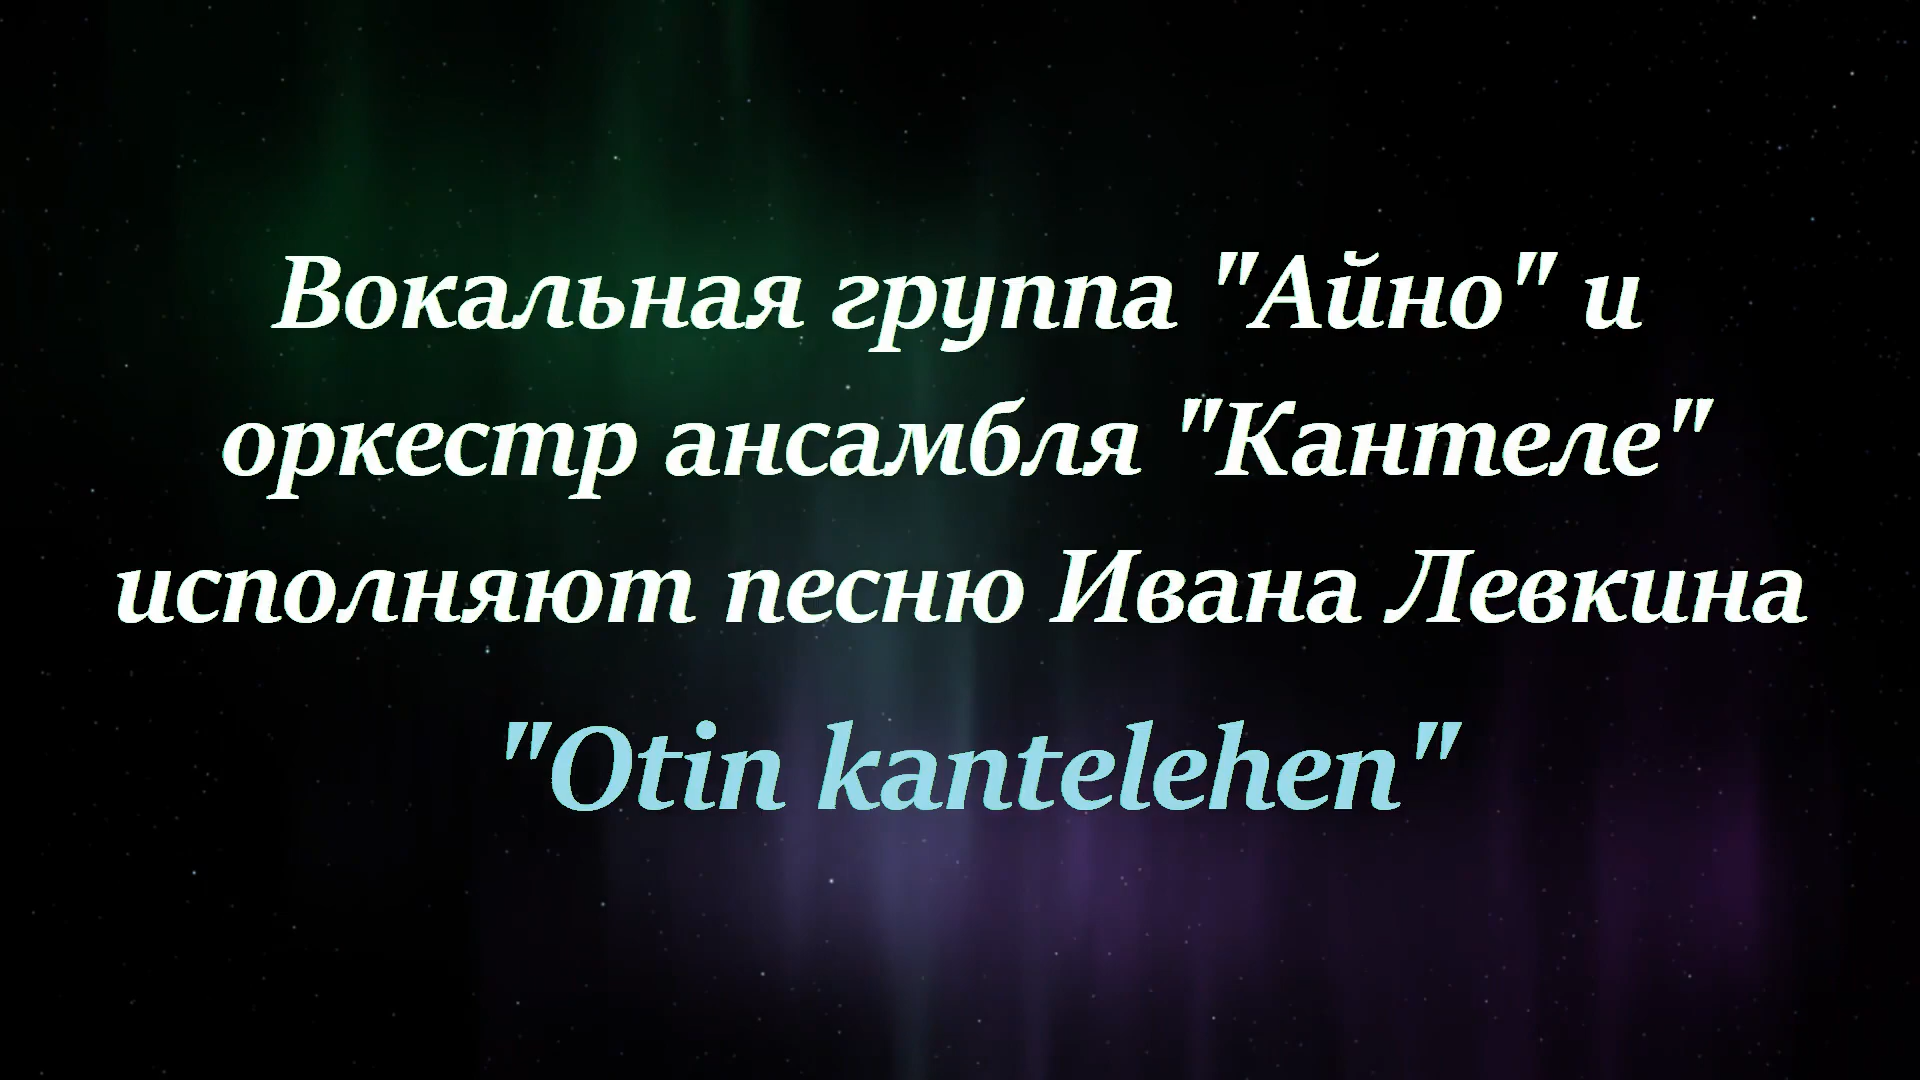 Вокальная группа "Айно" и
оркестр ансамбля "Кантеле"
исполняют песню Ивана Левкина
"Otin kantelehen"